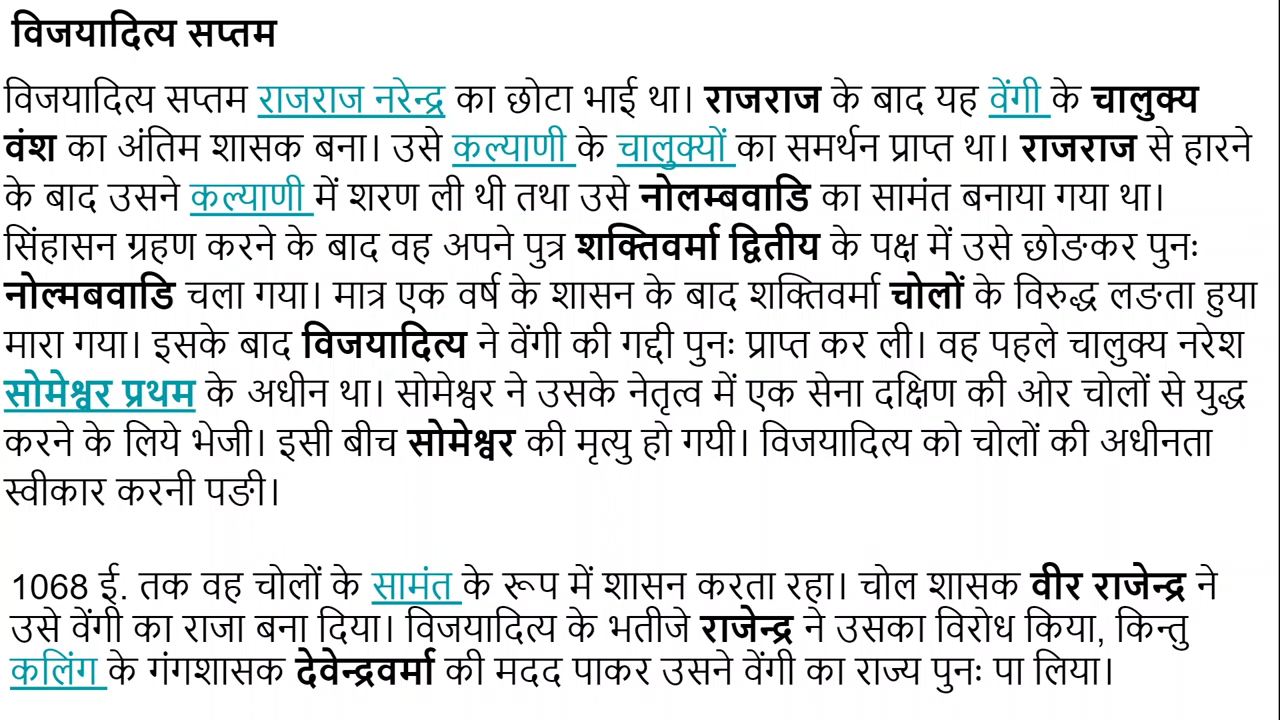 विजयादित्य सप्तम
विजयादित्य सप्तम राजराज नरेन्द्र का छोटा भाई था। राजराज के बाद यह वेंगी के चालुक्य
वंश का अंतिम शासक बना। उसे कल्याणी के चालुक्यों का समर्थन प्राप्त था। राजराज से हारने
के बाद उसने कल्याणी में शरण ली थी तथा उसे नोलम्बवाडि का सामंत बनाया गया था।
सिंहासन ग्रहण करने के बाद वह अपने पुत्र शक्तिवर्मा द्वितीय के पक्ष में उसे छोङकर पुनः
नोल्मबवाडि चला गया। मात्र एक वर्ष के शासन के बाद शक्तिवर्मा चोलों के विरुद्ध लङता हुया
मारा गया। इसके बाद विजयादित्य ने वेंगी की गद्दी पुनः प्राप्त कर ली। वह पहले चालुक्य नरेश
सोमेश्वर प्रथम के अधीन था। सोमेश्वर ने उसके नेतृत्व में एक सेना दक्षिण की ओर चोलों से युद्ध
करने के लिये भेजी। इसी बीच सोमेश्वर की मृत्यु हो गयी। विजयादित्य को चोलों की अधीनता
स्वीकार करनी पङी।
1068 ई. तक वह चोलों के सामंत के रूप में शासन करता रहा। चोल शासक वीर राजेन्द्र ने
उसे वेंगी का राजा बना दिया। विजयादित्य के भतीजे राजेन्द्र ने उसका विरोध किया, किन्तु
कलिंग के गंगशासक देवेन्द्रवर्मा की मदद पाकर उसने वेंगी का राज्य पुनः पा लिया।